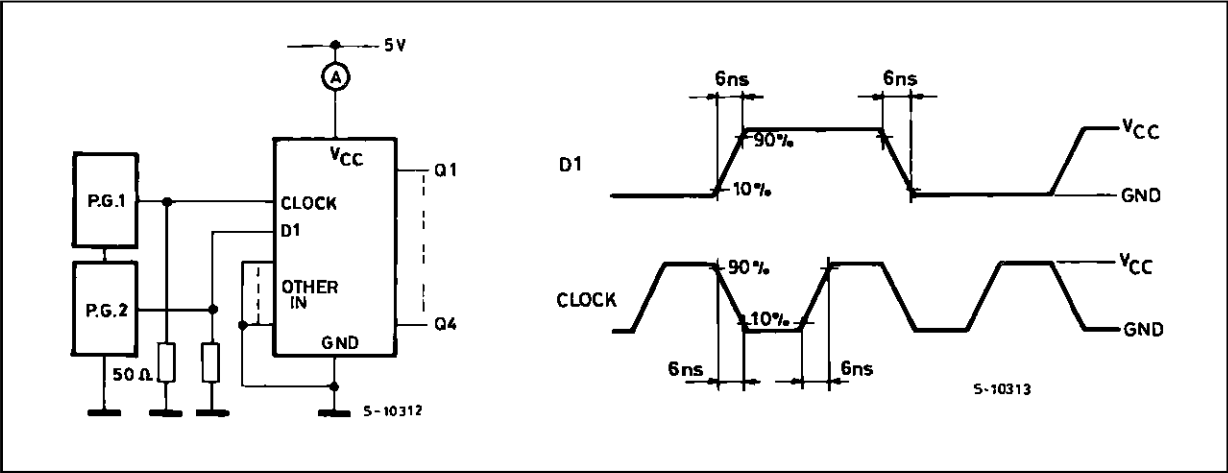 5V
A
VCC
Q1
P.G.1
CLOCK
D1
P.G.2
OTHER
IN
Q4
GND
50 Ω
S-10312
6ns
6ns
D1
90%
10%
VCC
GND
CLOCK
90%
10%
VCC
GND
6ns
6ns
S-10313